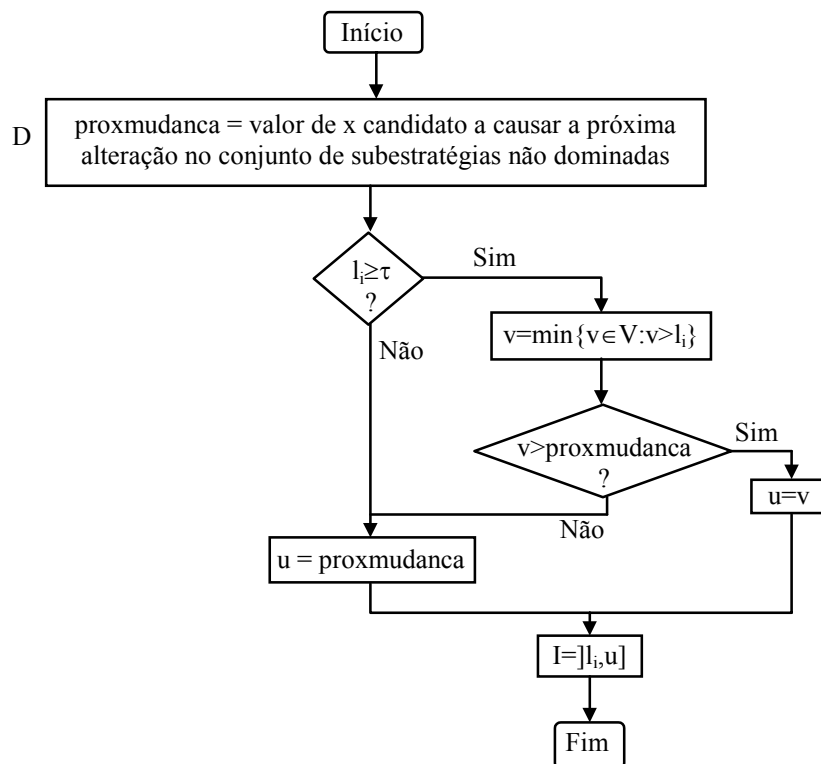 Início
D
proxmudanca = valor de x candidato a causar a próxima
alteração no conjunto de subestratégias não dominadas
lᵢ≥τ
?
Sim
Não
v=min{v∈V:v>lᵢ}
v>proxmudanca
?
Sim
Não
u=v
u = proxmudanca
I=]lᵢ,u]
Fim